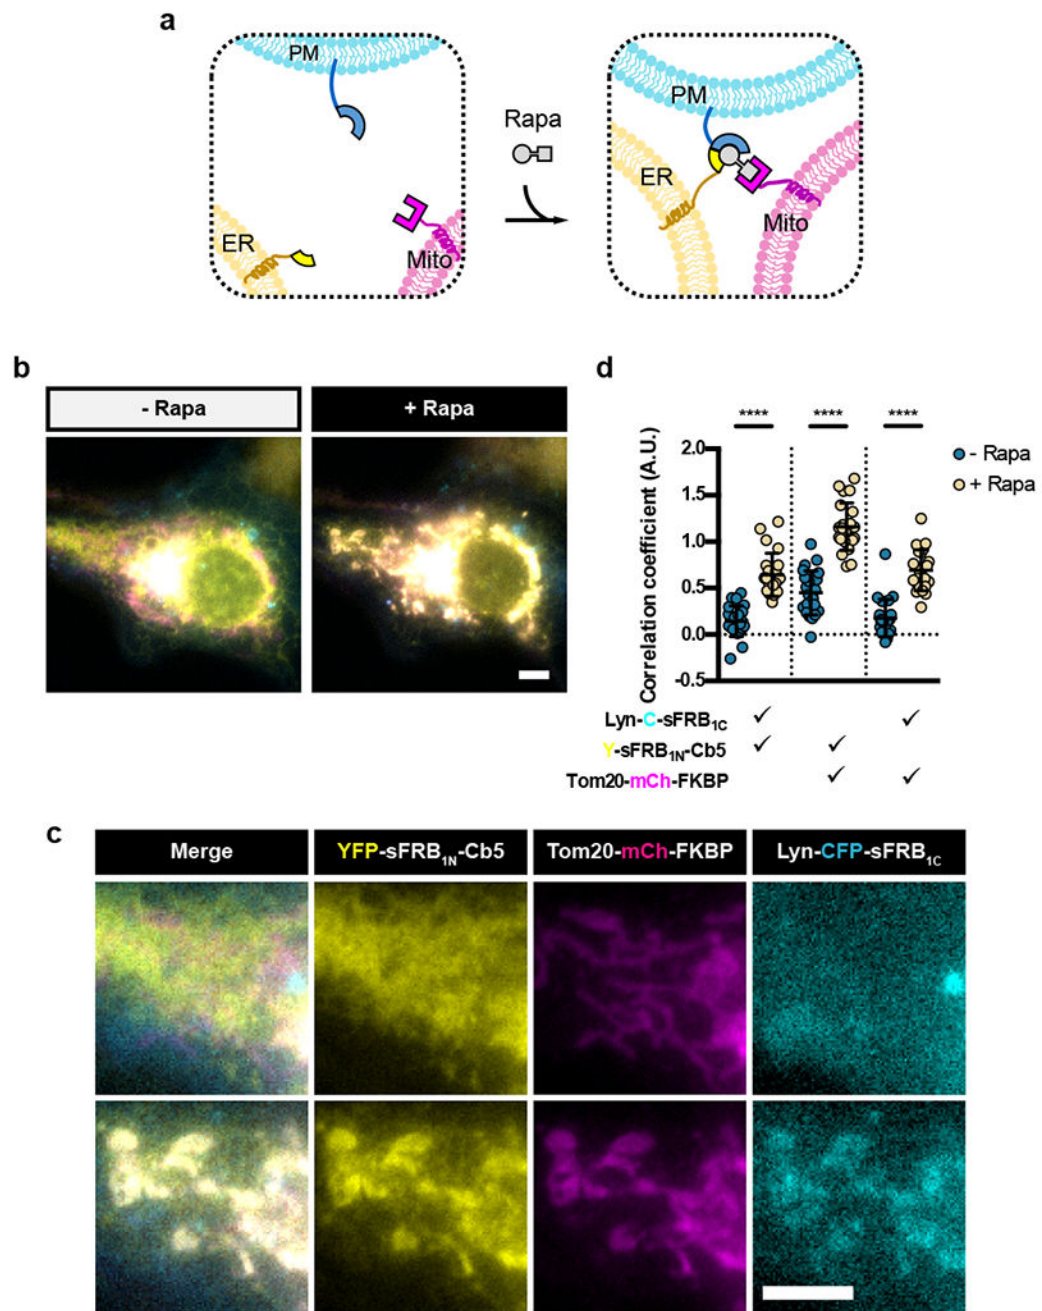 a
PM
ER
Mito
Rapa
PM
ER
Mito
b
- Rapa
+ Rapa
d
**** **** ****
Correlation coefficient (A.U.)
2.0
1.5
1.0
0.5
0.0
-0.5
- Rapa
+ Rapa
Lyn-C-sFRB1C ✓ ✓
Y-sFRB1N-Cb5 ✓ ✓
Tom20-mCh-FKBP ✓ ✓
c
Merge
YFP-sFRB1N-Cb5
Tom20-mCh-FKBP
Lyn-CFP-sFRB1C